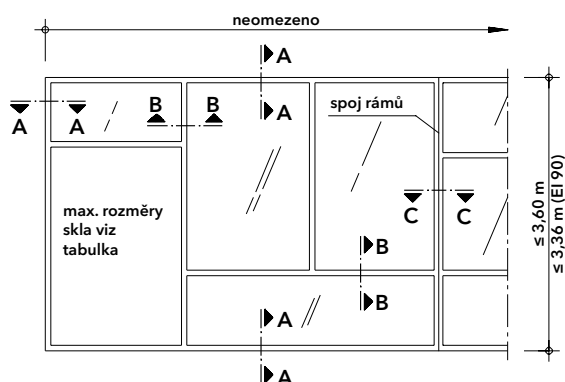 neomezeno
A
A
A
A
B
B
spoj rámů
max. rozměry
skla viz
tabulka
C
C
B
B
A
A
≤ 3,60 m
≤ 3,36 m (EI 90)